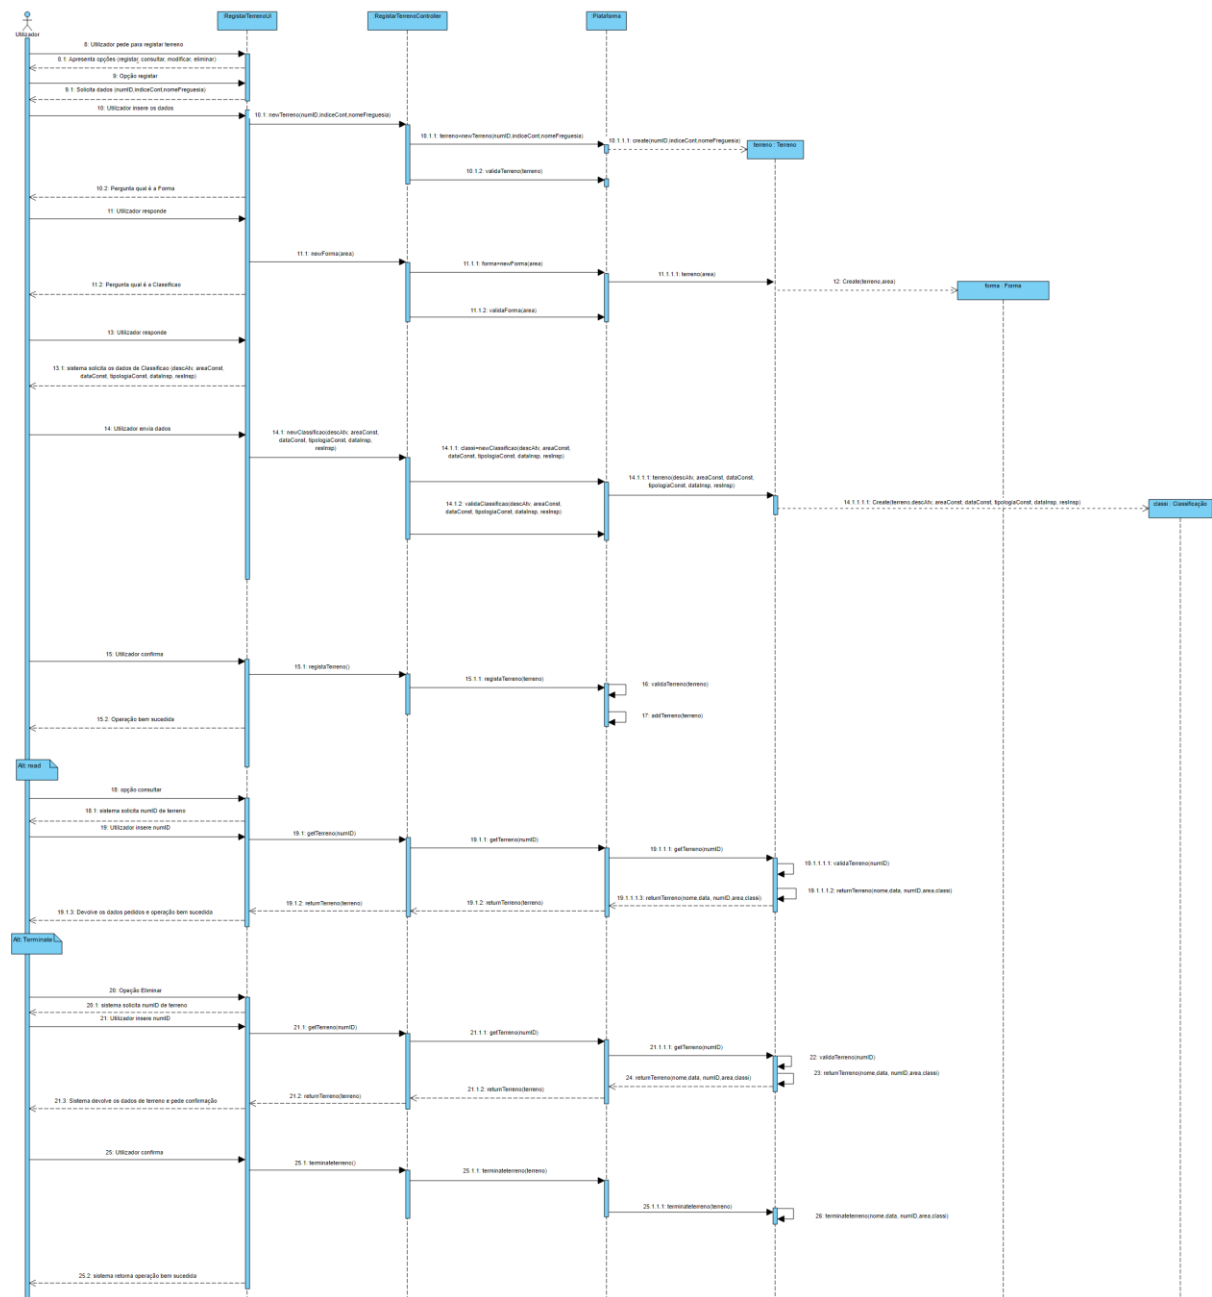 RegistarTerrenoUI
RegistarTerrenoController
Plataforma
Utilizador
8: Utilizador pede para registar terreno
8.1: Apresenta opções (registar, consultar, modificar, eliminar)
9: Opção registar
9.1: Solicita dados (numID,indiceCont,nomeFreguesia)
10: Utilizador insere os dados
10.1: newTerreno(numID,indiceCont,nomeFreguesia)
10.1.1: terreno=newTerreno(numID,indiceCont,nomeFreguesia)
10.1.1.1: create(numID,indiceCont,nomeFreguesia)
terreno : Terreno
10.1.2: validaTerreno(terreno)
10.2: Pergunta qual é a Forma
11: Utilizador responde
11.1: newForma(area)
11.1.1: forma=newForma(area)
11.1.1.1: terreno(area)
12: Create(terreno,area)
forma : Forma
11.2: Pergunta qual é a Classificao
11.1.2: validaForma(area)
13: Utilizador responde
13.1: sistema solicita os dados de Classificao (descAtv, areaConst,
dataConst, tipologiaConst, dataInsp, resInsp)
14: Utilizador envia dados
14.1: newClassificao(descAtv, areaConst,
dataConst, tipologiaConst, dataInsp,
resInsp)
14.1.1: classi=newClassificao(descAtv, areaConst,
dataConst, tipologiaConst, dataInsp, resInsp)
14.1.1.1: terreno(descAtv, areaConst, dataConst,
tipologiaConst, dataInsp, resInsp)
14.1.1.1.1: Create(terreno,descAtv, areaConst, dataConst, tipologiaConst, dataInsp, resInsp)
classi : Classificação
14.1.2: validaClassificao(descAtv, areaConst,
dataConst, tipologiaConst, dataInsp, resInsp)
15: Utilizador confirma
15.1: registaTerreno()
15.1.1: registaTerreno(terreno)
16: validaTerreno(terreno)
17: addTerreno(terreno)
15.2: Operação bem sucedida
Alt: read
18: opção consultar
18.1: sistema solicita numID de terreno
19: Utilizador insere numID
19.1: getTerreno(numID)
19.1.1: getTerreno(numID)
19.1.1.1: getTerreno(numID)
19.1.1.1.1: validaTerreno(numID)
19.1.1.1.2: returnTerreno(nome,data, numID,area,classi)
19.1.1.1.3: returnTerreno(nome,data, numID,area,classi)
19.1.2: returnTerreno(terreno)
19.1.2: returnTerreno(terreno)
19.1.3: Devolve os dados pedidos e operação bem sucedida
Alt: Terminate
20: Opação Eliminar
20.1: sistema solicita numID de terreno
21: Utilizador insere numID
21.1: getTerreno(numID)
21.1.1: getTerreno(numID)
21.1.1.1: getTerreno(numID)
22: validaTerreno(numID)
23: returnTerreno(nome,data, numID,area,classi)
24: returnTerreno(nome,data, numID,area,classi)
21.1.2: returnTerreno(terreno)
21.2: returnTerreno(terreno)
21.3: Sistema devolve os dados de terreno e pede confirmação
25: Utilizador confirma
25.1: terminateterreno()
25.1.1: terminateterreno(terreno)
25.1.1.1: terminateterreno(terreno)
26: terminateterreno(nome,data, numID,area,classi)
25.2: sistema retorna operação bem sucedida